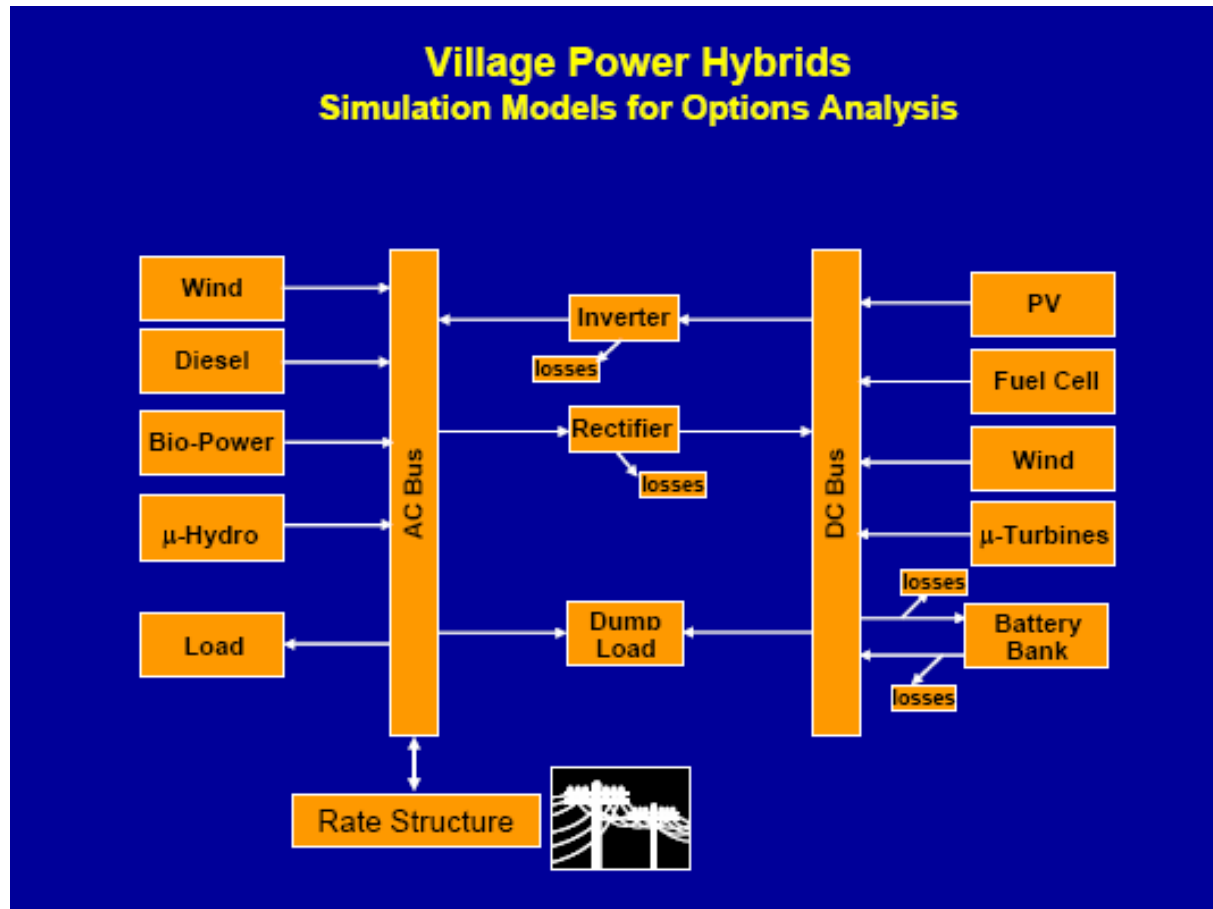 Village Power Hybrids
Simulation Models for Options Analysis
Wind
Diesel
Bio-Power
μ-Hydro
Load
AC Bus
Inverter
losses
Rectifier
losses
Dump
Load
DC Bus
PV
Fuel Cell
Wind
μ-Turbines
losses
Battery
Bank
losses
Rate Structure